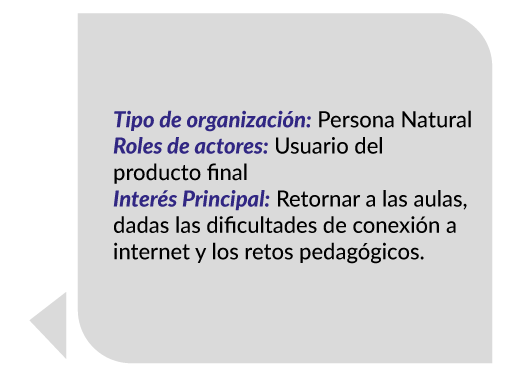 Tipo de organización: Persona Natural
Roles de actores: Usuario del
producto final
Interés Principal: Retornar a las aulas,
dadas las dificultades de conexión a
internet y los retos pedagógicos.